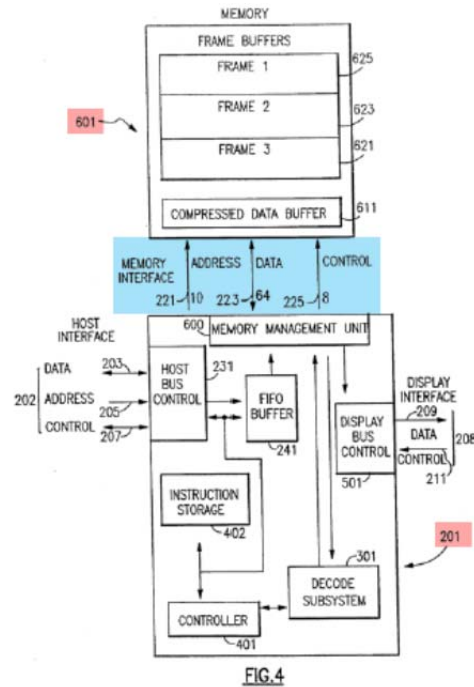 MEMORY
FRAME BUFFERS
FRAME 1
625
FRAME 2
623
FRAME 3
621
601
COMPRESSED DATA BUFFER
611
MEMORY INTERFACE
ADDRESS
DATA
CONTROL
221
10
223
64
225
8
HOST INTERFACE
600
MEMORY MANAGEMENT UNIT
DATA
203
HOST BUS CONTROL
231
202
ADDRESS
205
FIFO BUFFER
241
CONTROL
207
DISPLAY INTERFACE
209
DISPLAY BUS CONTROL
DATA
208
CONTROL
211
501
INSTRUCTION STORAGE
402
301
201
DECODE SUBSYSTEM
CONTROLLER
401
FIG.4